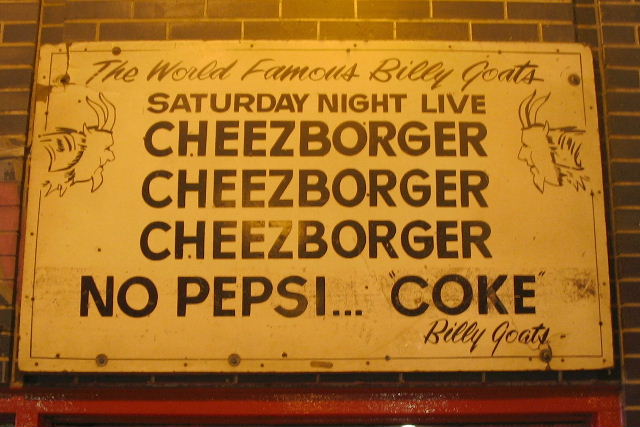 The World Famous Billy Goats
SATURDAY NIGHT LIVE
CHEEZBORGER
CHEEZBORGER
CHEEZBORGER
NO PEPSI... "COKE"
Billy Goats